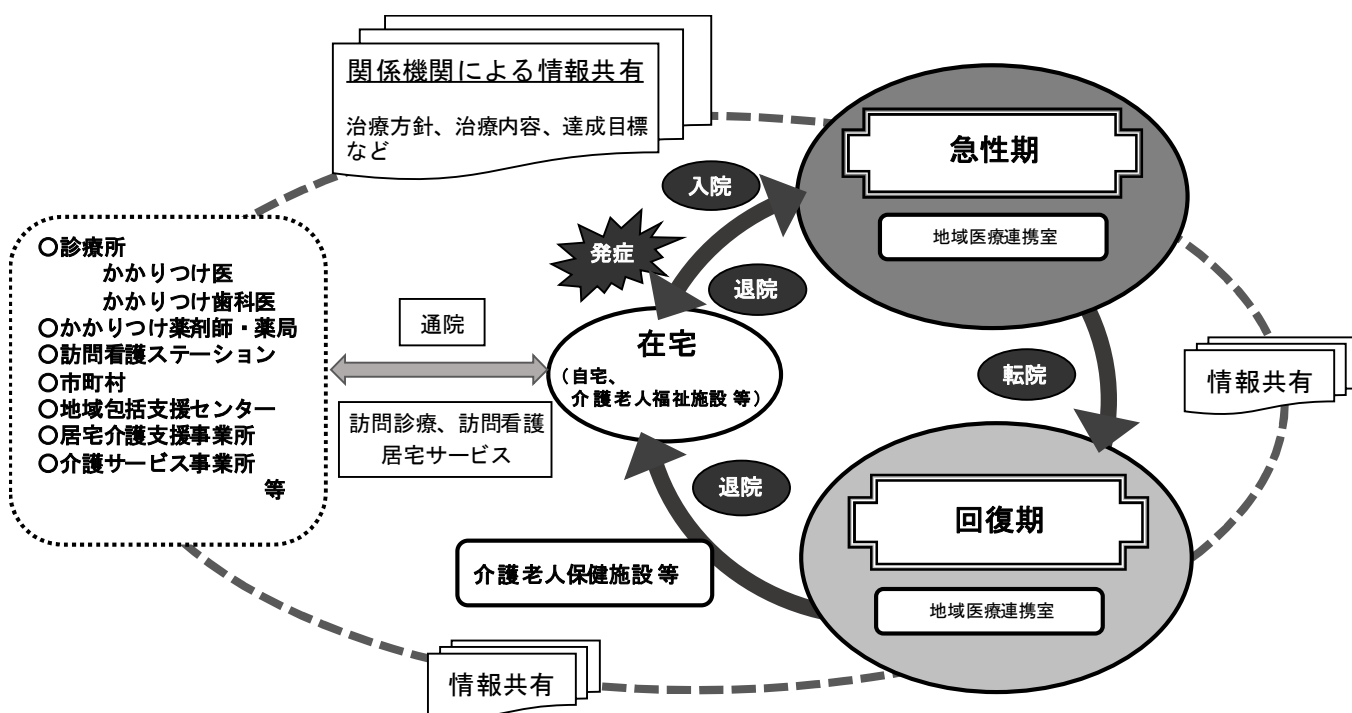 関係機関による情報共有
治療方針、治療内容、達成目標
など
急性期
地域医療連携室
入院
発症
退院
○診療所
かかりつけ医
かかりつけ歯科医
○かかりつけ薬剤師・薬局
○訪問看護ステーション
○市町村
○地域包括支援センター
○居宅介護支援事業所
○介護サービス事業所
等
通院
訪問診療、訪問看護
居宅サービス
在宅
（自宅、
介護老人福祉施設等）
転院
情報共有
退院
回復期
地域医療連携室
介護老人保健施設等
情報共有